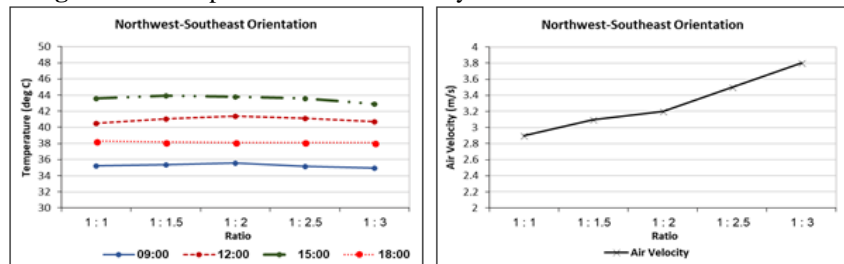 Northwest-Southeast Orientation
Temperature (deg C)
50
48
46
44
42
40
38
36
34
32
30
1 : 1 1 : 1.5 1 : 2 1 : 2.5 1 : 3
Ratio
09:00 12:00 15:00 18:00
Northwest-Southeast Orientation
Air Velocity (m/s)
4
3.8
3.6
3.4
3.2
3
2.8
2.6
2.4
2.2
2
1 : 1 1 : 1.5 1 : 2 1 : 2.5 1 : 3
Ratio
Air Velocity